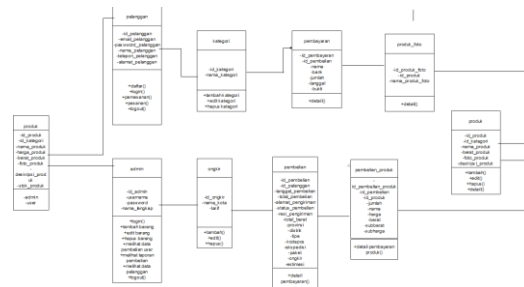 pelanggan
-id_pelanggan
-email_pelanggan
-password_pelanggan
-nama_pelanggan
-telepon_pelanggan
-alamat_pelanggan
+daftar()
+login()
+pemesanan()
+pesanan()
+logout()
kategori
-id_kategori
-nama_kategori
+tambah kategori
+edit kategori
+hapus kategori
pembayaran
-id_pembayaran
-id_pembelian
-nama
-bank
-jumlah
-tanggal
-bukti
+detail()
produk_foto
-id_produk_foto
-id_produk
-nama_produk_foto
+detail()
produk
-id_produk
-id_kategori
-nama_produk
-harga_produk
-berat_produk
-foto_produk
-
deskripsi_prod
uk
-stok_produk
-admin
-user
produk
-id_produk
-id_kategori
-nama_produk
-berat_produk
-foto_produk
-deskripsi_produk
+tambah()
+edit()
+hapus()
+detail()
admin
-id_admin
-username
-password
-nama_lengkap
+login()
+tambah barang
+edit barang
+hapus barang
+melihat data
pembelian user
+melihat laporan
pembelian
+melihat data
pelanggan
+logout()
ongkir
-id_ongkir
-nama_kota
-tarif
+tambah()
+edit()
+hapus()
pembelian
-id_pembelian
-id_pelanggan
-tanggal_pembelian
-total_pembelian
-alamat_pengiriman
-status_pembelian
-resi_pengiriman
-total_berat
-provinsi
-distrik
-tipe
-kodepos
-ekspedisi
-paket
-ongkir
-estimasi
+detail
pembayaran()
pembelian_produk
-
id_pembelian_produk
-id_pembelian
-id_produk
-jumlah
-nama
-harga
-berat
-subberat
-subharga
+detail pembayaran
produk()